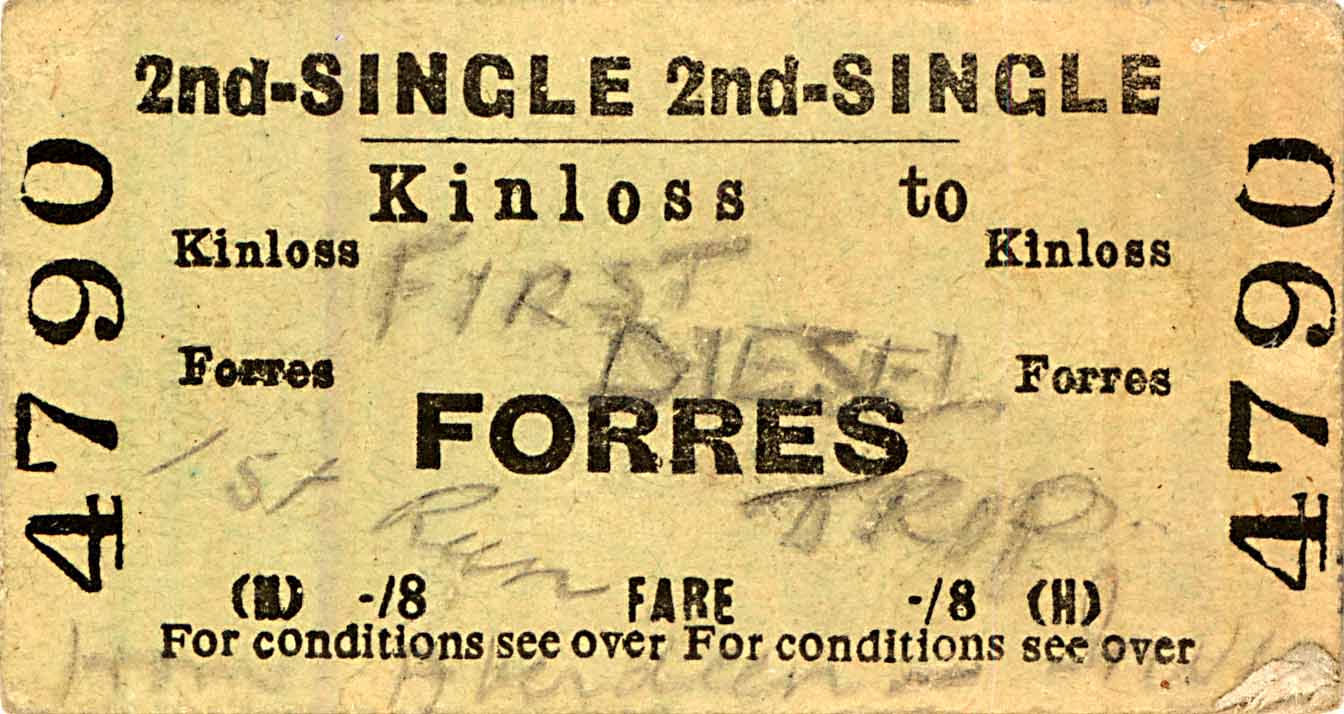 2nd-SINGLE 2nd-SINGLE
Kinloss to
Kinloss Kinloss
FIRST
DIESEL
Forres Forres
FORRES
1st Run
TRIP.
(H) -/8 FARE -/8 (H)
For conditions see over For conditions see over
Aberdeen
4790
4790